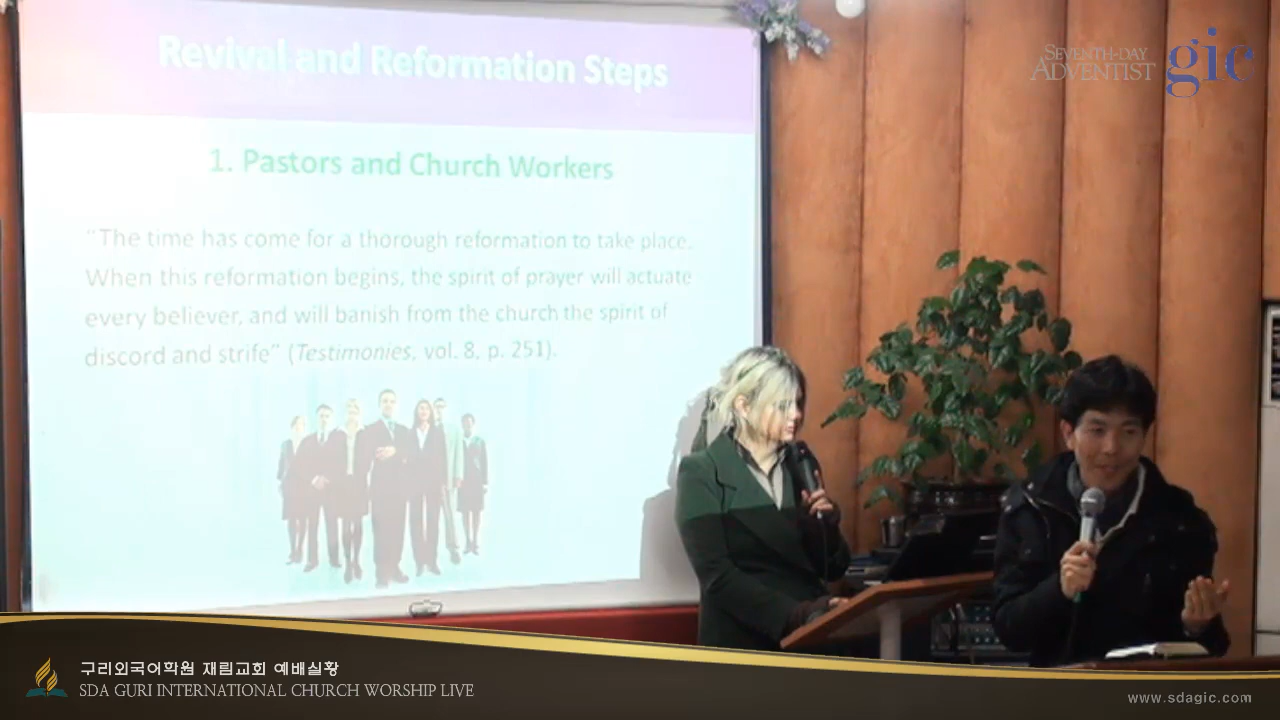 Revival and Reformation Steps
1. Pastors and Church Workers
"The time has come for a thorough reformation to take place.
When this reformation begins, the spirit of prayer will actuate
every believer, and will banish from the church the spirit of
discord and strife" (Testimonies, vol. 8, p. 251).
SEVENTH-DAY
ADVENTIST
gic
구리외국어학원 재림교회 예배실황
SDA GURI INTERNATIONAL CHURCH WORSHIP LIVE
www.sdagic.com